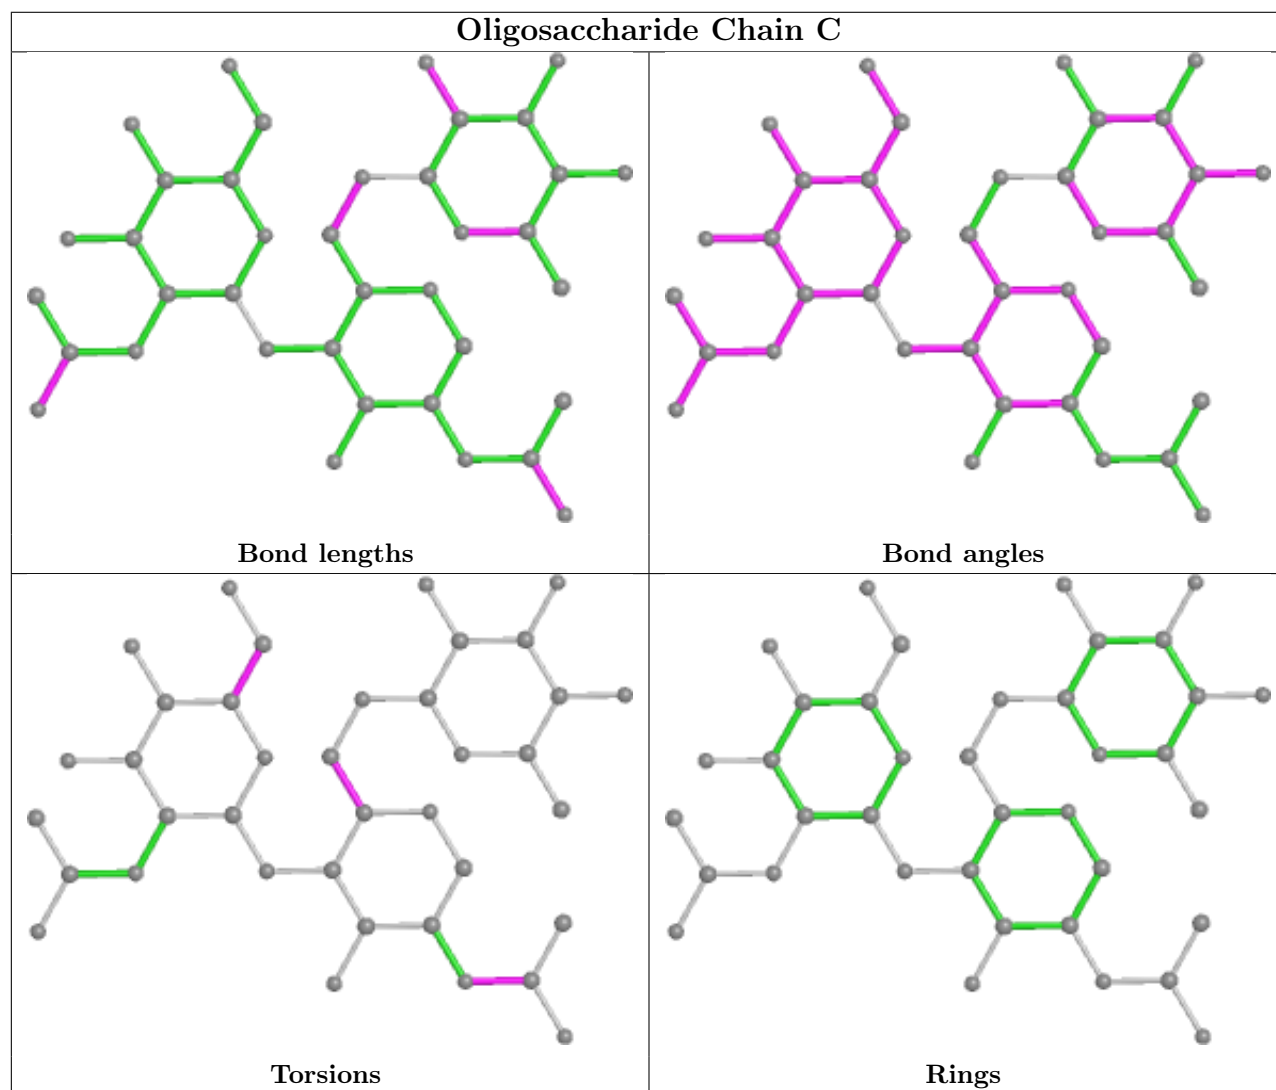 Oligosaccharide Chain C
Bond lengths
Bond angles
Torsions
Rings